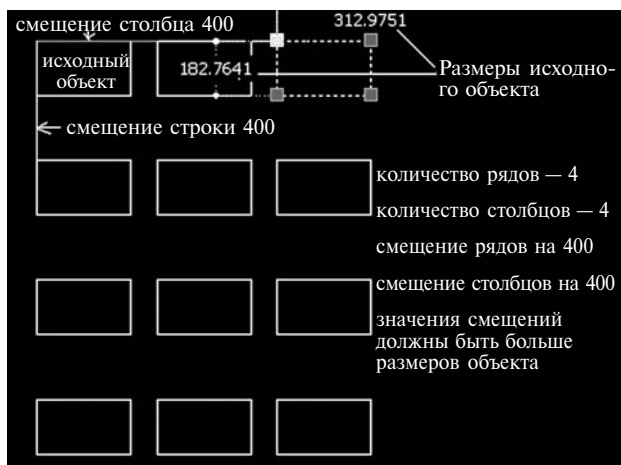 смещение столбца 400
312.9751
исходный
объект
182.7641
Размеры исходно-
го объекта
смещение строки 400
количество рядов — 4
количество столбцов — 4
смещение рядов на 400
смещение столбцов на 400
значения смещений
должны быть больше
размеров объекта